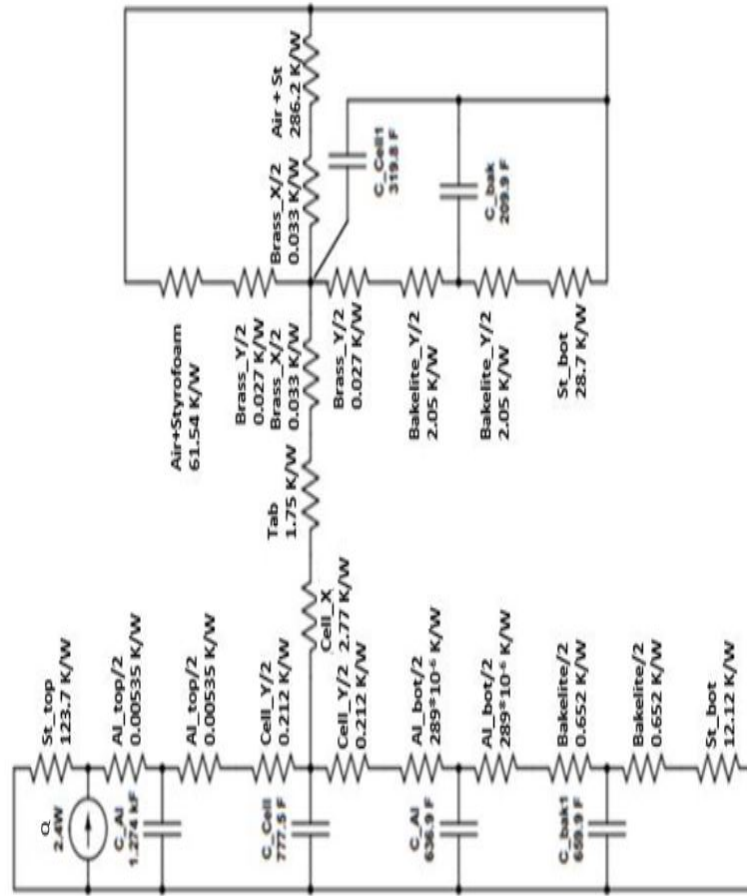 Air + St
286.2 K/W
Brass_X/2
0.033 K/W
C_Cell1
319.8 F
C_bak
209.9 F
Air+Styrofoam
61.54 K/W
Brass_Y/2
0.027 K/W
Brass_X/2
0.033 K/W
Brass_Y/2
0.027 K/W
Bakelite_Y/2
2.05 K/W
Bakelite_Y/2
2.05 K/W
St_bot
28.7 K/W
Tab
1.75 K/W
Cell_X
2.77 K/W
St_top
123.7 K/W
Al_top/2
0.00535 K/W
Al_top/2
0.00535 K/W
Cell_Y/2
0.212 K/W
Cell_Y/2
0.212 K/W
Al_bot/2
289*10⁻⁶ K/W
Al_bot/2
289*10⁻⁶ K/W
Bakelite/2
0.652 K/W
Bakelite/2
0.652 K/W
St_bot
12.12 K/W
Q
2.4W
C_Al
1.274 kF
C_Cell
777.5 F
C_Al
636.9 F
C_bak1
659.9 F